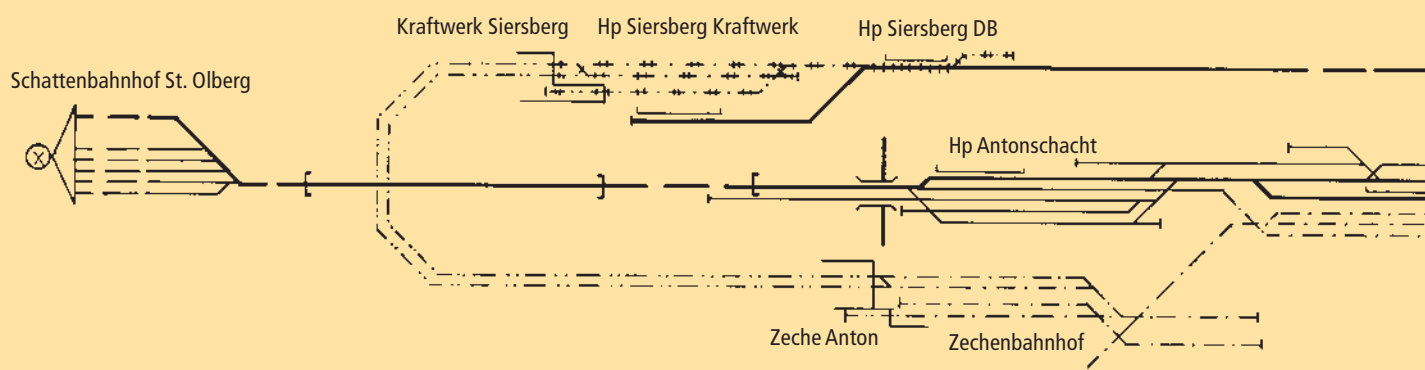 Kraftwerk Siersberg
Hp Siersberg Kraftwerk
Hp Siersberg DB
Schattenbahnhof St. Olberg
Hp Antonschacht
Zeche Anton
Zechenbahnhof